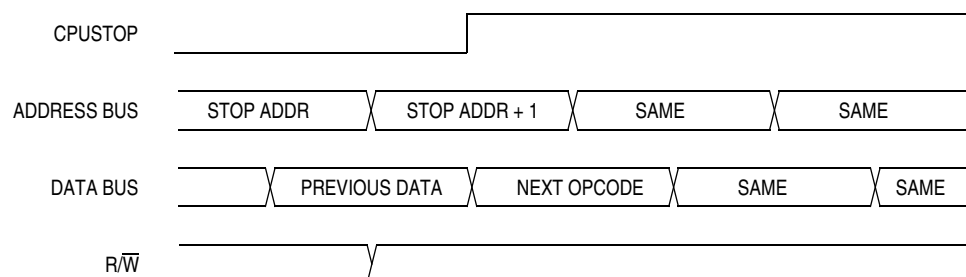 CPUSTOP
ADDRESS BUS STOP ADDR STOP ADDR + 1 SAME SAME
DATA BUS PREVIOUS DATA NEXT OPCODE SAME SAME
R/W̅